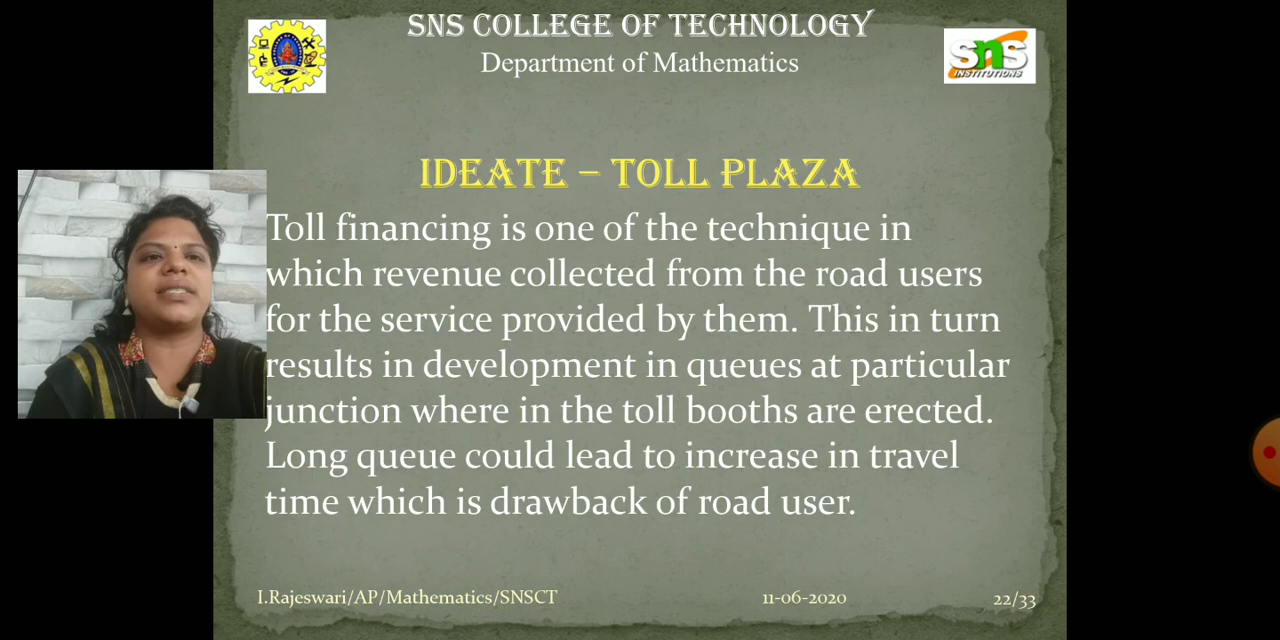 SNS COLLEGE OF TECHNOLOGY
Department of Mathematics
sns
INSTITUTIONS
IDEATE – TOLL PLAZA
Toll financing is one of the technique in
which revenue collected from the road users
for the service provided by them. This in turn
results in development in queues at particular
junction where in the toll booths are erected.
Long queue could lead to increase in travel
time which is drawback of road user.
I.Rajeswari/AP/Mathematics/SNSCT
11-06-2020
22/33